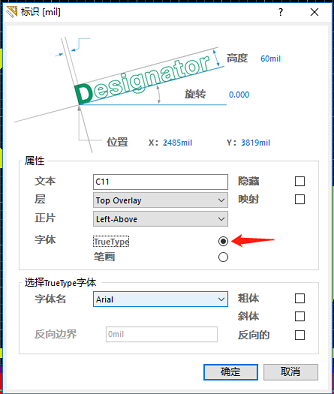 标识 [mil]
? ×
Designator
高度 60mil
旋转 0.000
位置 X: 2485mil Y: 3819mil
属性
文本 C11 隐藏
层 Top Overlay 映射
正片 Left-Above
字体 TrueType
笔画
选择TrueType字体
字体名 Arial 粗体
斜体
反向边界 0mil 反向的
确定 取消